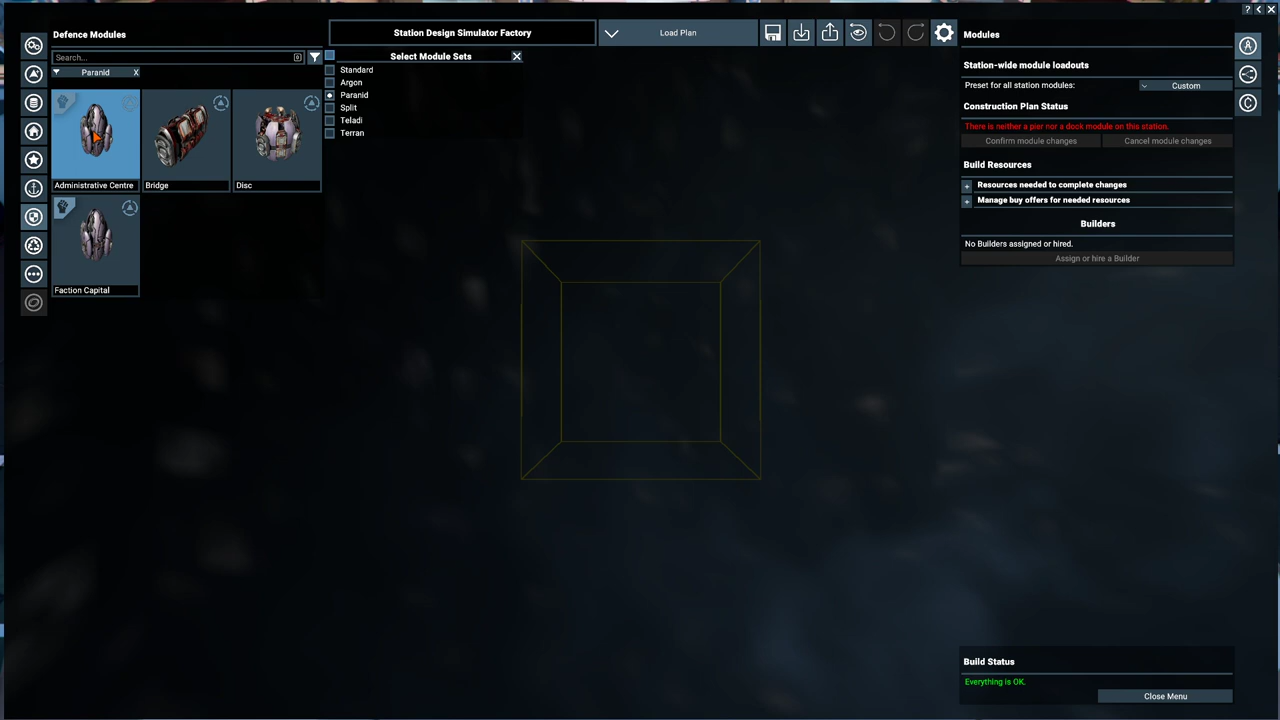 Defence Modules
Search...
Paranid X
Administrative Centre
Bridge
Disc
Faction Capital
Station Design Simulator Factory
Load Plan
Select Module Sets
Standard
Argon
Paranid
Split
Teladi
Terran
?
Modules
Station-wide module loadouts
Preset for all station modules: Custom
Construction Plan Status
There is neither a pier nor a dock module on this station.
Confirm module changes Cancel module changes
Build Resources
+ Resources needed to complete changes
+ Manage buy offers for needed resources
Builders
No Builders assigned or hired.
Assign or hire a Builder
Build Status
Everything is OK.
Close Menu